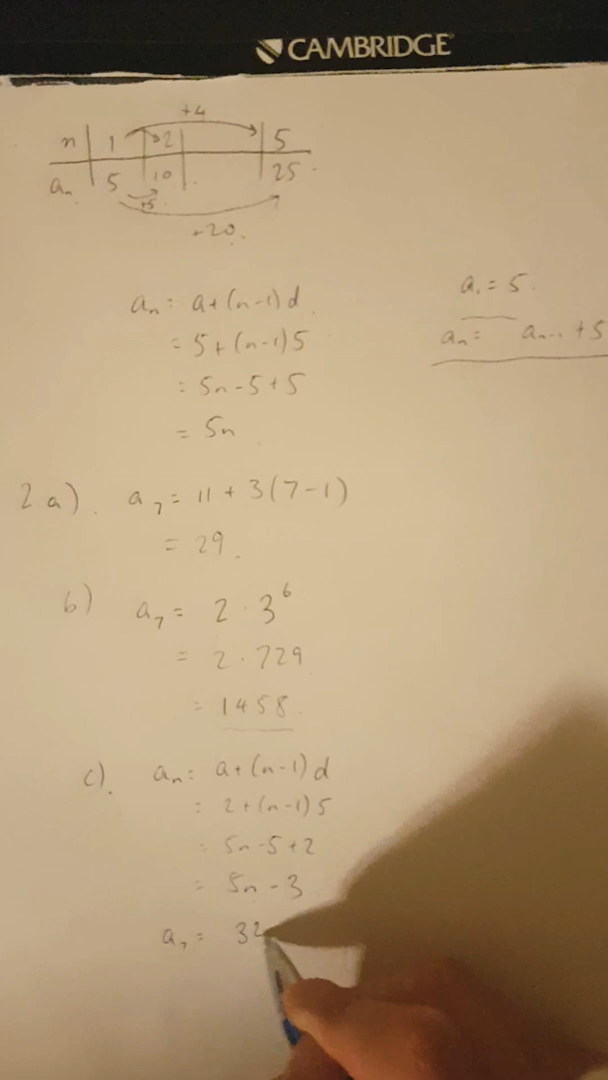 CAMBRIDGE
+4
n | 1 | 2 | | 5
aₙ | 5 | 10 | | 25
+5
+20
aₙ = a+(n-1)d
= 5+(n-1)5
= 5n-5+5
= 5n
a₁ = 5
aₙ = aₙ₋₁ +5
2 a) a₇ = 11 + 3(7-1)
= 29
b) a₇ = 2 · 3⁶
= 2 · 729
= 1458
c) aₙ = a+(n-1)d
= 2+(n-1)5
= 5n-5+2
= 5n-3
a₇ = 32